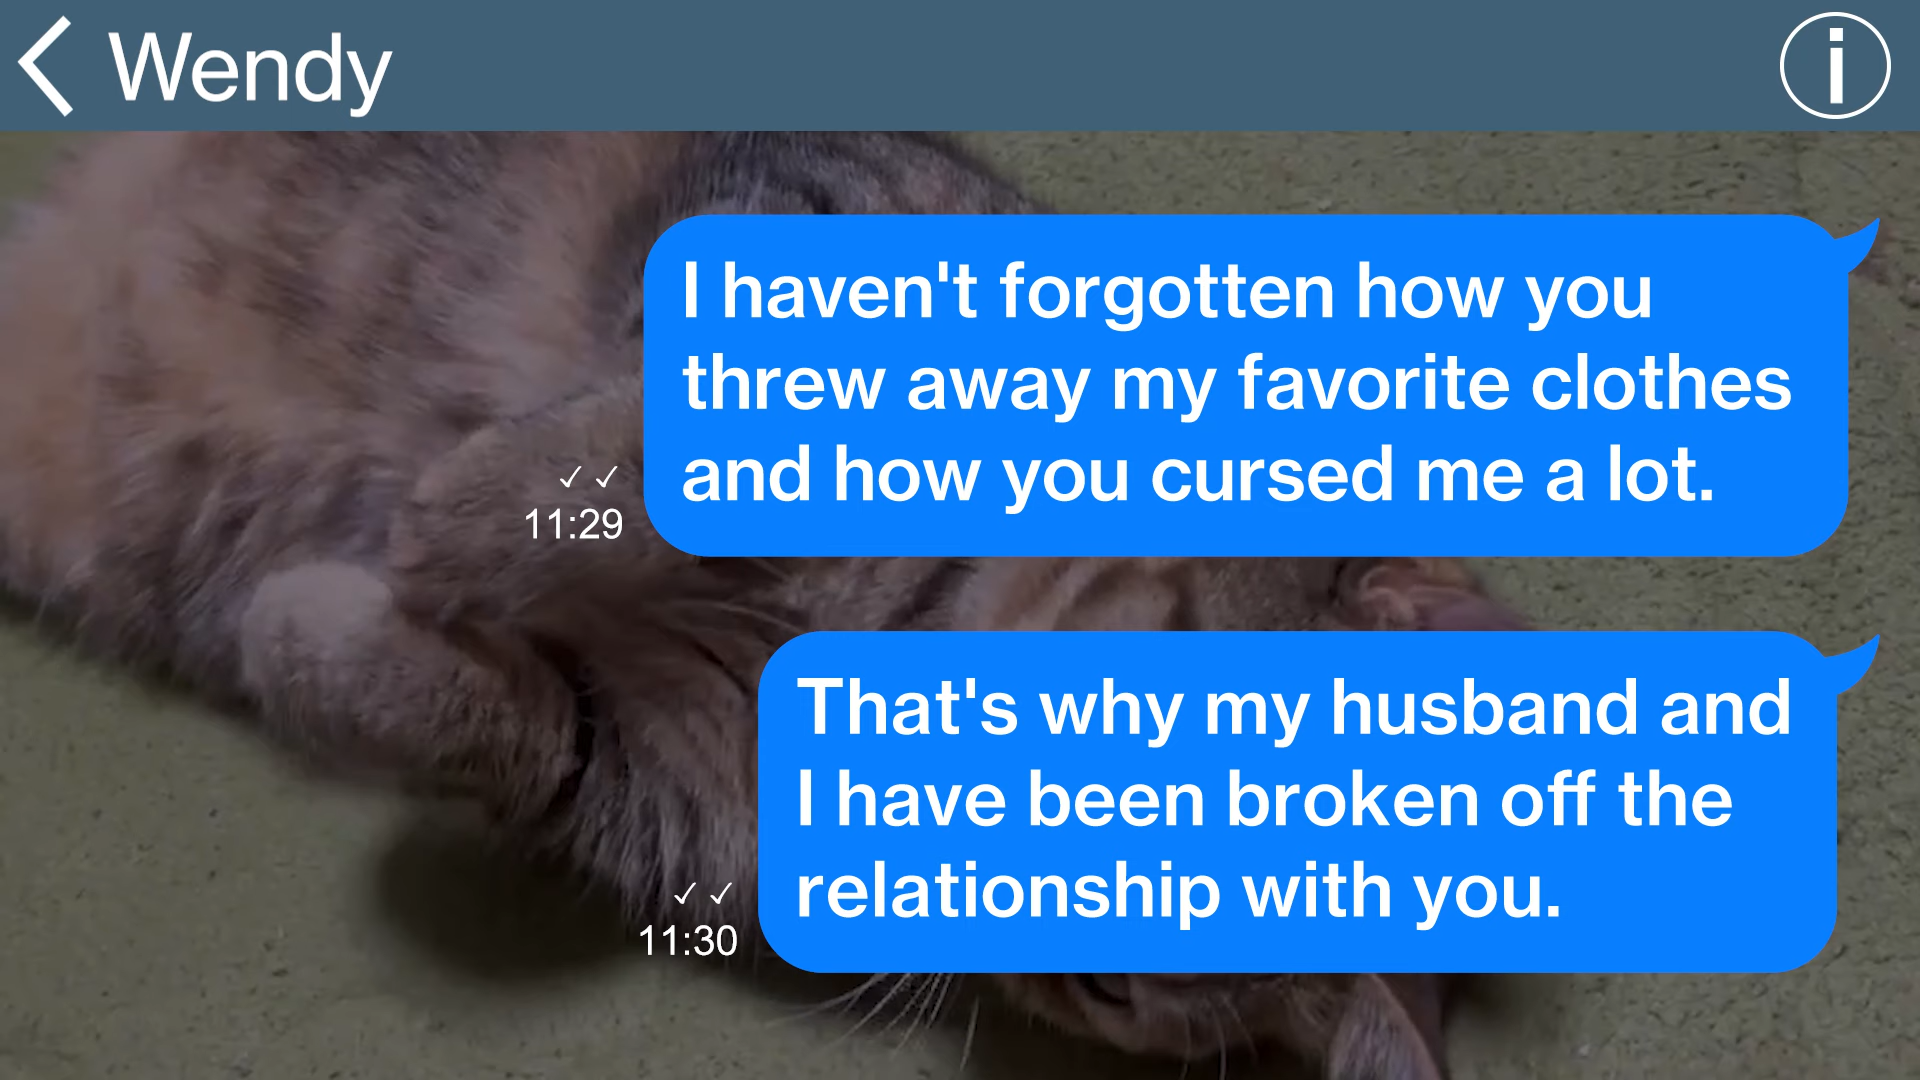 Wendy
i
I haven't forgotten how you
threw away my favorite clothes
and how you cursed me a lot.
✓✓
11:29
That's why my husband and
I have been broken off the
relationship with you.
✓✓
11:30